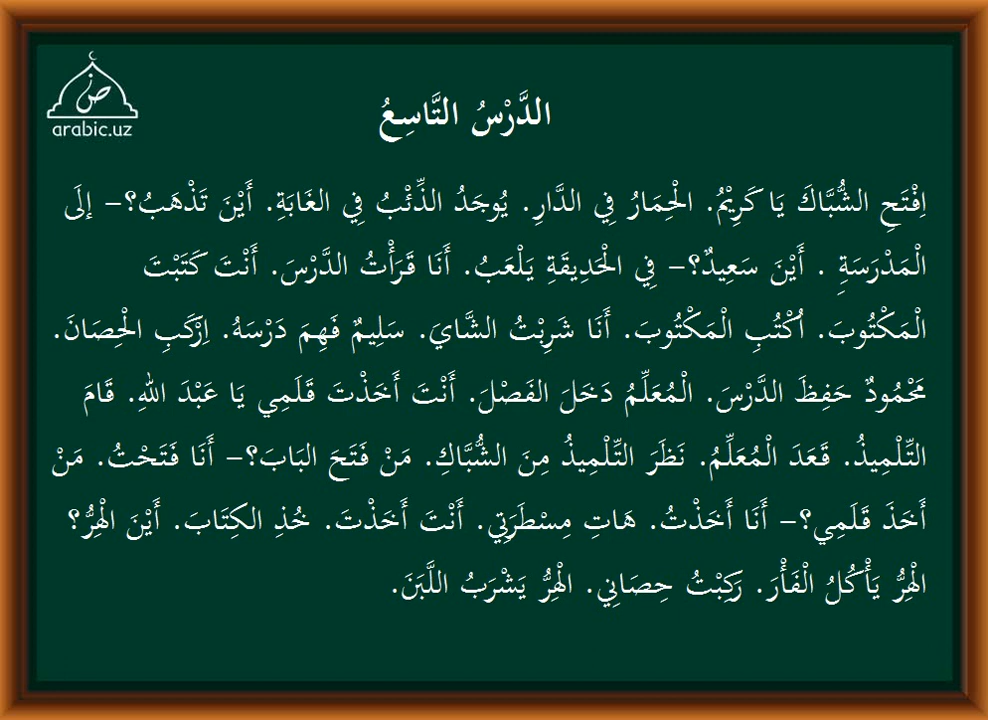 ض
arabic.uz
الدَّرْسُ التَّاسِعُ
اِفْتَحِ الشُّبَّاكَ يَا كَرِيْمُ. الْحِمَارُ فِي الدَّارِ. يُوجَدُ الذِّئْبُ فِي الغَابَةِ. أَيْنَ تَذْهَبُ؟– إلَى
الْمَدْرَسَةِ . أَيْنَ سَعِيدٌ؟– فِي الْحَدِيقَةِ يَلْعَبُ. أَنَا قَرَأْتُ الدَّرْسَ. أَنْتَ كَتَبْتَ
الْمَكْتُوبَ. اُكْتُبِ الْمَكْتُوبَ. أَنَا شَرِبْتُ الشَّايَ. سَلِيمٌ فَهِمَ دَرْسَهُ. اِرْكَبِ الْحِصَانَ.
مَحْمُودٌ حَفِظَ الدَّرْسَ. الْمُعَلِّمُ دَخَلَ الفَصْلَ. أَنْتَ أَخَذْتَ قَلَمِي يَا عَبْدَ اللهِ. قَامَ
التِّلْمِيذُ. قَعَدَ الْمُعَلِّمُ. نَظَرَ التِّلْمِيذُ مِنَ الشُّبَّاكِ. مَنْ فَتَحَ البَابَ؟– أَنَا فَتَحْتُ. مَنْ
أَخَذَ قَلَمِي؟– أَنَا أَخَذْتُ. هَاتِ مِسْطَرَتِي. أَنْتَ أَخَذْتَ. خُذِ الكِتَابَ. أَيْنَ الْهِرُّ؟
الْهِرُّ يَأْكُلُ الْفَأْرَ. رَكِبْتُ حِصَانِي. الْهِرُّ يَشْرَبُ اللَّبَنَ.